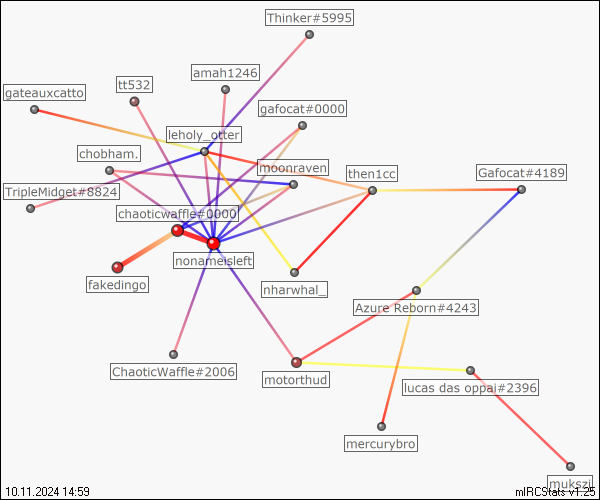 Thinker#5995
amah1246
tt532
gateauxcatto
gafocat#0000
leholy_otter
chobham.
moonraven
then1cc
Gafocat#4189
TripleMidget#8824
chaoticwaffle#0000
nonameisleft
fakedingo
nharwhal_
Azure Reborn#4243
ChaoticWaffle#2006
motorthud
lucas das oppai#2396
mercurybro
mukszi
10.11.2024 14:59
mIRCStats v1.25